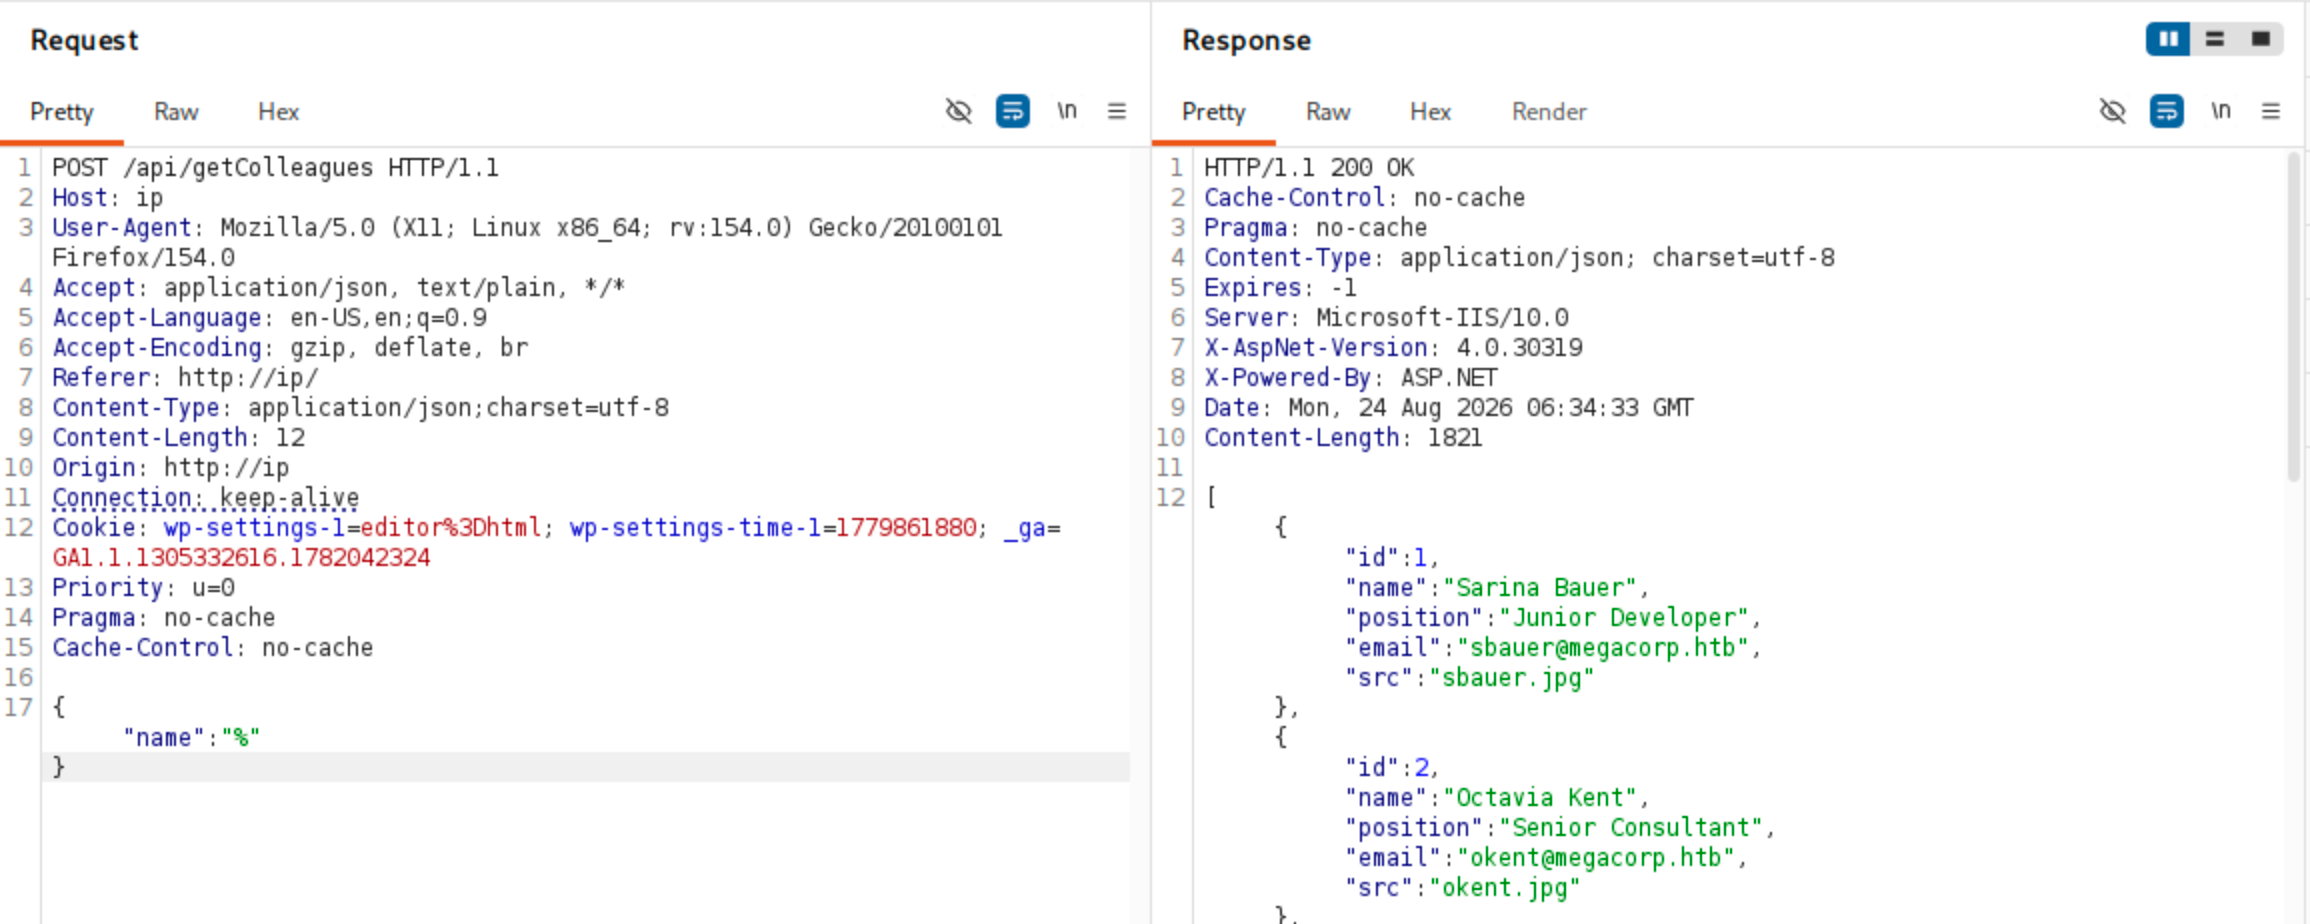 Request
Pretty Raw Hex \n
1 POST /api/getColleagues HTTP/1.1
2 Host: ip
3 User-Agent: Mozilla/5.0 (X11; Linux x86_64; rv:154.0) Gecko/20100101
Firefox/154.0
4 Accept: application/json, text/plain, */*
5 Accept-Language: en-US,en;q=0.9
6 Accept-Encoding: gzip, deflate, br
7 Referer: http://ip/
8 Content-Type: application/json;charset=utf-8
9 Content-Length: 12
10 Origin: http://ip
11 Connection: keep-alive
12 Cookie: wp-settings-1=editor%3Dhtml; wp-settings-time-1=1779861880; _ga=
GA1.1.1305332616.1782042324
13 Priority: u=0
14 Pragma: no-cache
15 Cache-Control: no-cache
16
17 {
"name":"%"
}
Response
Pretty Raw Hex Render \n
1 HTTP/1.1 200 OK
2 Cache-Control: no-cache
3 Pragma: no-cache
4 Content-Type: application/json; charset=utf-8
5 Expires: -1
6 Server: Microsoft-IIS/10.0
7 X-AspNet-Version: 4.0.30319
8 X-Powered-By: ASP.NET
9 Date: Mon, 24 Aug 2026 06:34:33 GMT
10 Content-Length: 1821
11
12 [
{
"id":1,
"name":"Sarina Bauer",
"position":"Junior Developer",
"email":"sbauer@megacorp.htb",
"src":"sbauer.jpg"
},
{
"id":2,
"name":"Octavia Kent",
"position":"Senior Consultant",
"email":"okent@megacorp.htb",
"src":"okent.jpg"
},